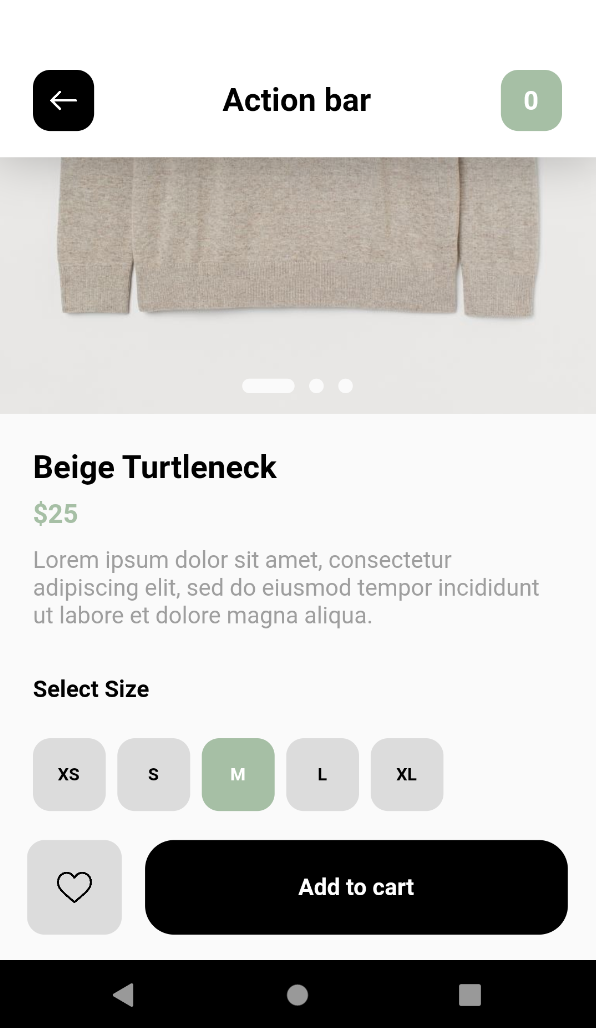 Action bar
0
Beige Turtleneck
$25
Lorem ipsum dolor sit amet, consectetur
adipiscing elit, sed do eiusmod tempor incididunt
ut labore et dolore magna aliqua.
Select Size
XS S M L XL
Add to cart